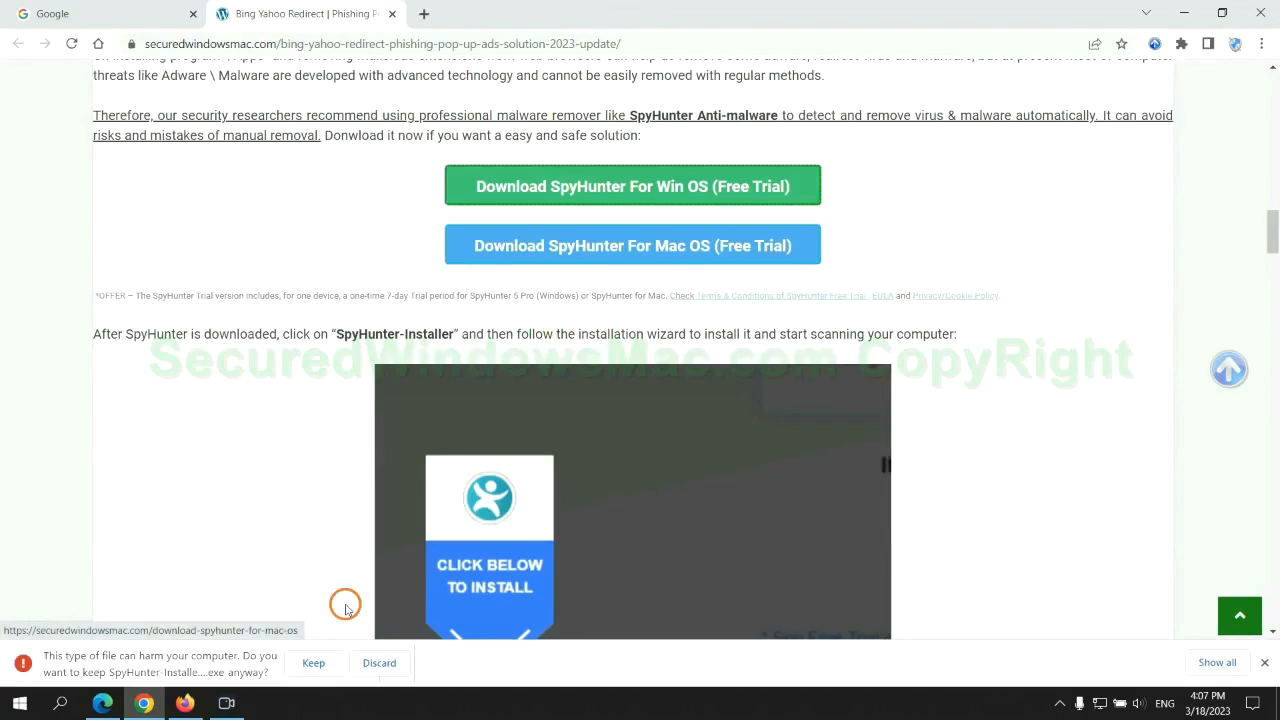 Google
Bing Yahoo Redirect | Phishing P
securedwindowsmac.com/bing-yahoo-redirect-phishing-pop-up-ads-solution-2023-update/
threats like Adware \ Malware are developed with advanced technology and cannot be easily removed with regular methods.
Therefore, our security researchers recommend using professional malware remover like SpyHunter Anti-malware to detect and remove virus & malware automatically. It can avoid
risks and mistakes of manual removal. Donwload it now if you want a easy and safe solution:
Download SpyHunter For Win OS (Free Trial)
Download SpyHunter For Mac OS (Free Trial)
*OFFER – The SpyHunter Trial version includes, for one device, a one-time 7-day Trial period for SpyHunter 5 Pro (Windows) or SpyHunter for Mac. Check Terms & Conditions of SpyHunter Free Trial, EULA and Privacy/Cookie Policy.
After SpyHunter is downloaded, click on “SpyHunter-Installer” and then follow the installation wizard to install it and start scanning your computer:
SecuredWindowsMac.com CopyRight
CLICK BELOW
TO INSTALL
https://securedwindowsmac.com/download-spyhunter-for-mac-os
This type of file can harm your computer. Do you
want to keep SpyHunter-Installe....exe anyway?
Keep
Discard
Show all
ENG
4:07 PM
3/18/2023